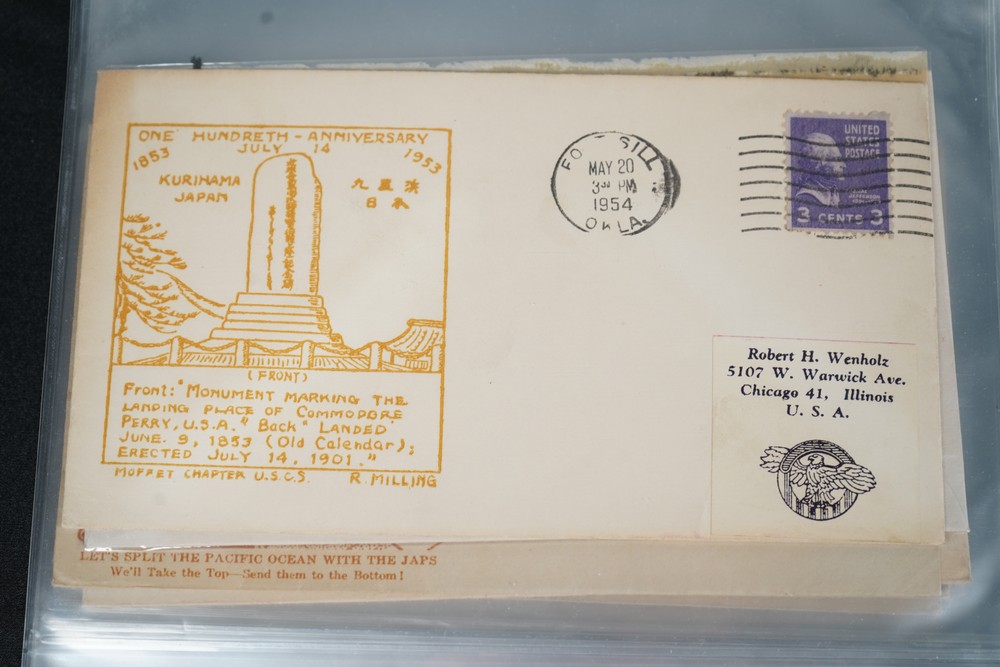 ONE HUNDRETH - ANNIVERSARY
JULY 14
1853
1953
KURIHAMA
JAPAN
日本
(FRONT)
Front: "MONUMENT MARKING THE
LANDING PLACE OF COMMODORE
PERRY, U.S.A." Back "LANDED
JUNE. 9, 1853 (Old Calendar);
ERECTED JULY 14, 1901."
MOFFET CHAPTER U.S.C.S. R. MILLING
FO SILL
MAY 20
3 PM
1954
OKLA.
UNITED
STATES
POSTAGE
3 CENTS 3
Robert H. Wenholz
5107 W. Warwick Ave.
Chicago 41, Illinois
U. S. A.
LET'S SPLIT THE PACIFIC OCEAN WITH THE JAPS
We'll Take the Top—Send them to the Bottom!